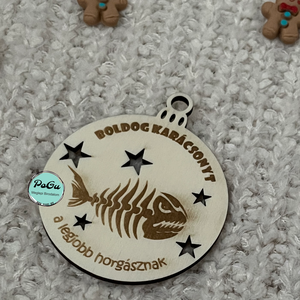 BOLDOG KARÁCSONYT
PoGu
a legjobb horgásznak